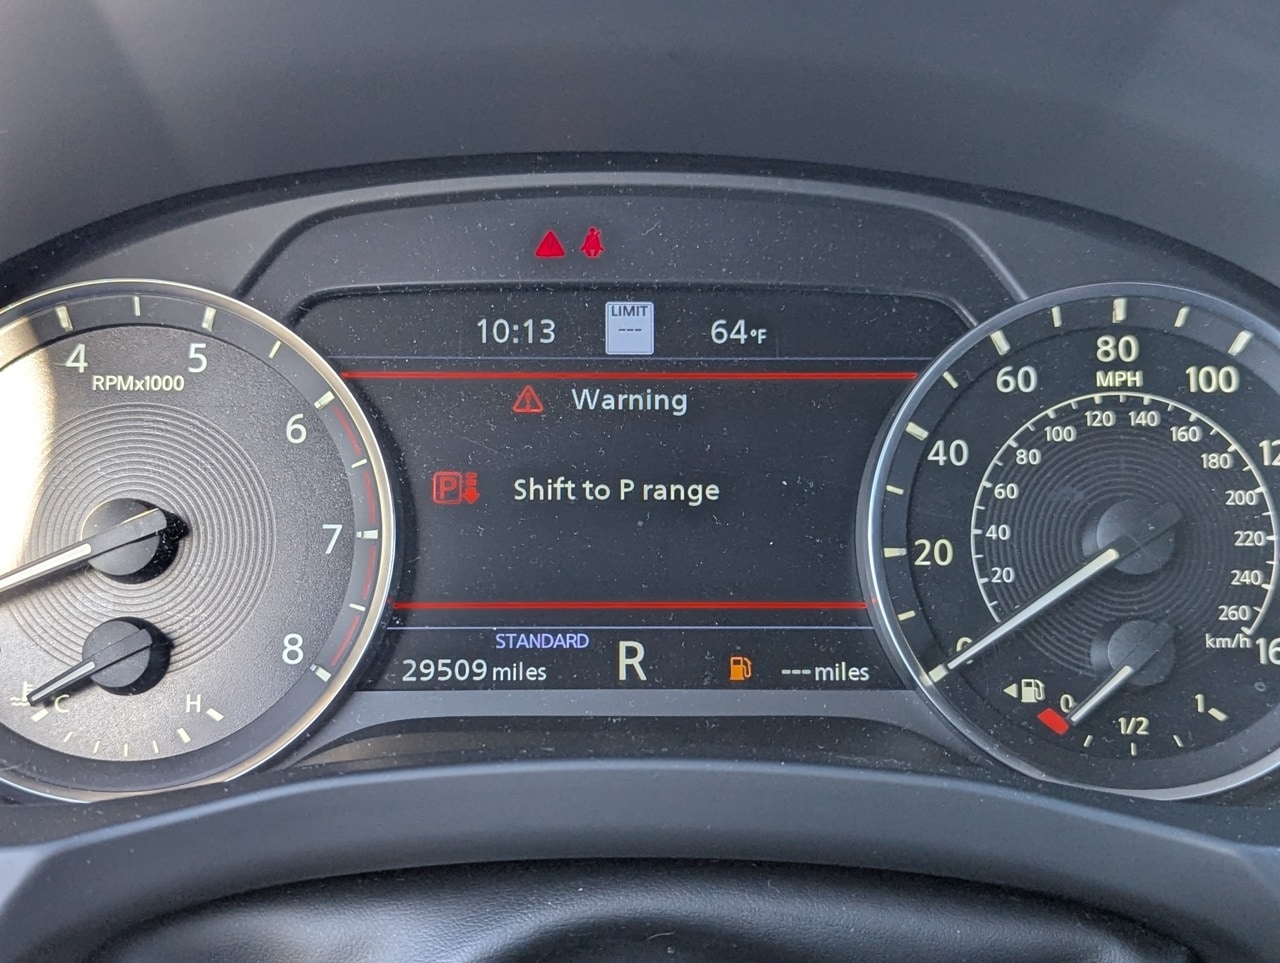 10:13
LIMIT
---
64°F
Warning
P
Shift to P range
STANDARD
29509 miles
R
--- miles
4
5
6
7
8
RPMx1000
C
H
0
20
40
60
80
100
MPH
20
40
60
80
100
120
140
160
180
200
220
240
260
km/h
0
1/2
1